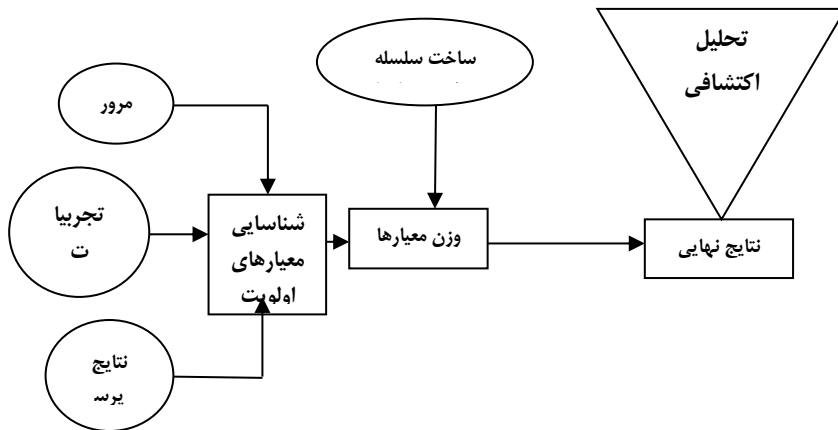 ساخت سلسله
تحلیل
اکتشافی
مرور
تجربیا
ت
شناسایی
معیارهای
اولویت
وزن معیارها
نتایج نهایی
نتایج
پرس